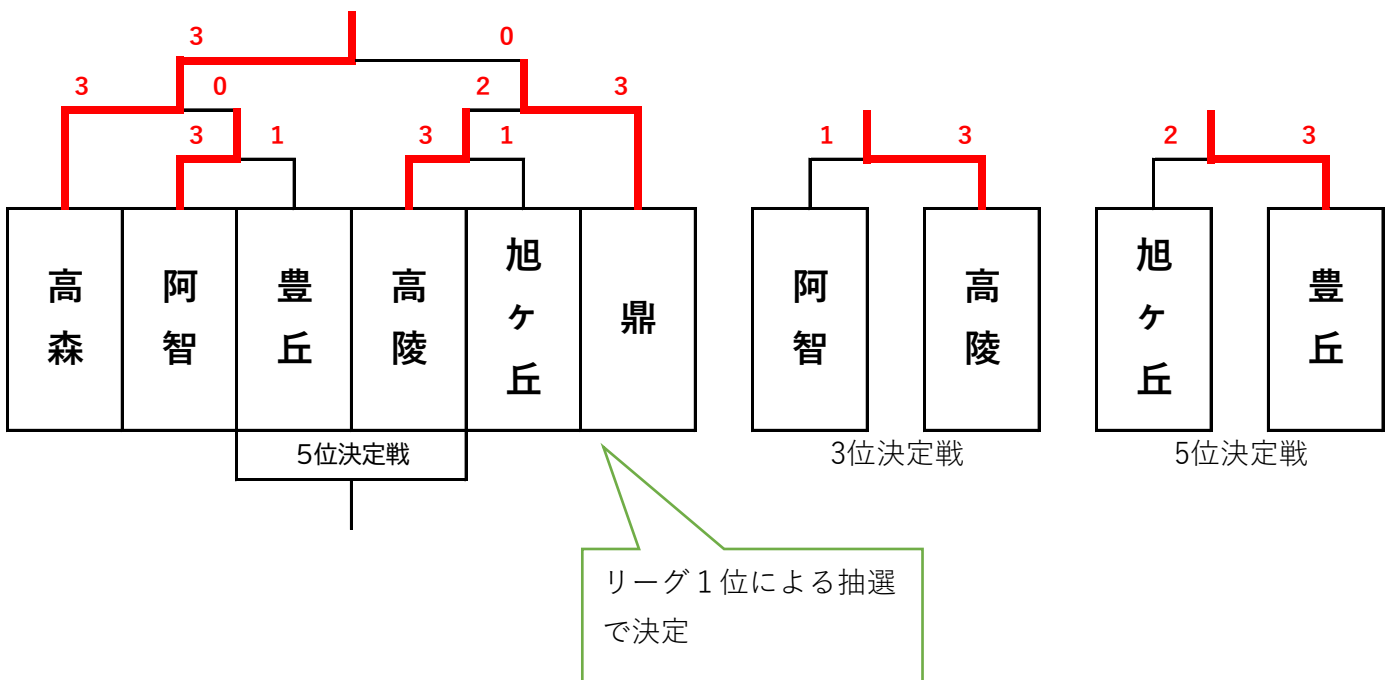 3 0
3 0 2 3
3 1 3 1 1 3 2 3
高森 阿智 豊丘 高陵 旭ヶ丘 鼎 阿智 高陵 旭ヶ丘 豊丘
5位決定戦 3位決定戦 5位決定戦
リーグ１位による抽選
で決定